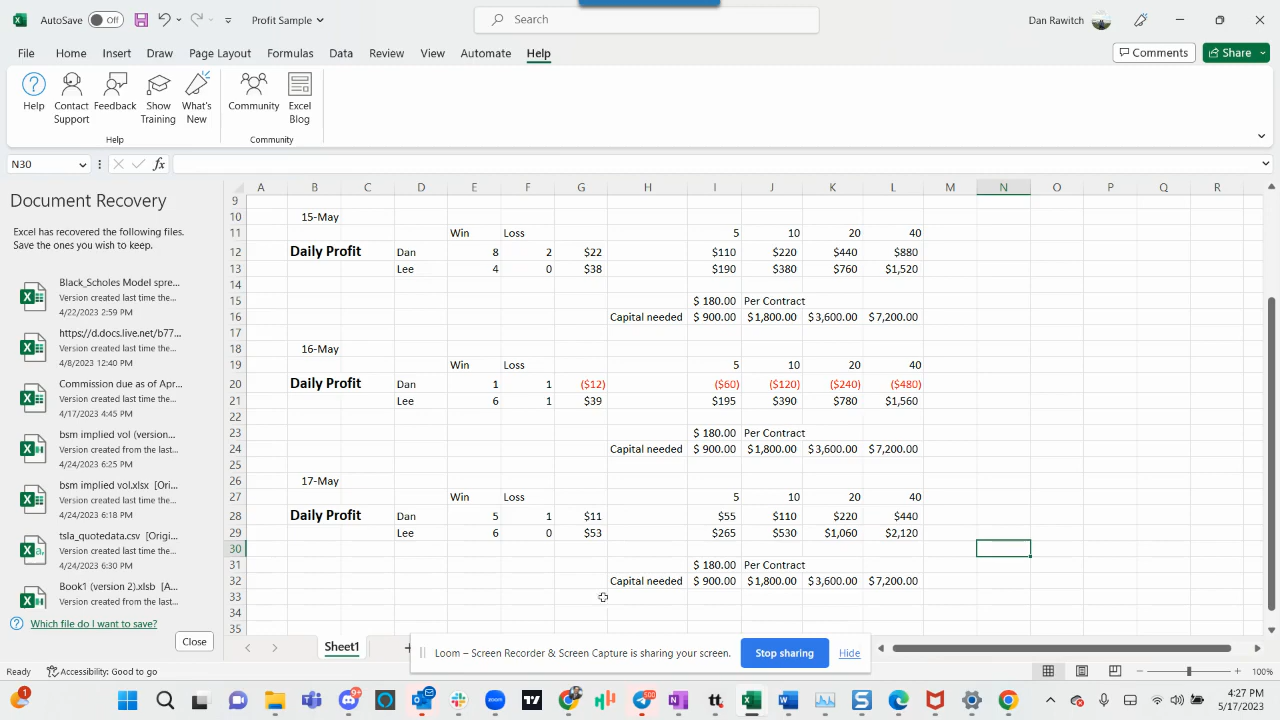 AutoSave Off Profit Sample Search Dan Rawitch
File Home Insert Draw Page Layout Formulas Data Review View Automate Help Comments Share
Help Contact Support Feedback Show Training What's New Community Excel Blog
Help Community
N30 fx
Document Recovery
Excel has recovered the following files.
Save the ones you wish to keep.
Black_Scholes Model spre...
Version created last time the...
4/22/2023 2:59 PM
https://d.docs.live.net/b77...
Version created last time the...
4/8/2023 12:40 PM
Commission due as of Apr...
Version created last time the...
4/17/2023 4:45 PM
bsm implied vol (version...
Version created from the last...
4/24/2023 6:25 PM
bsm implied vol.xlsx [Ori...
Version created last time the...
4/24/2023 6:18 PM
tsla_quotedata.csv [Origi...
Version created last time the...
4/24/2023 6:30 PM
Book1 (version 2).xlsb [A...
Version created from the last...
Which file do I want to save?
Close
A B C D E F G H I J K L M N O P Q R
9
10 15-May
11 Win Loss 5 10 20 40
12 Daily Profit Dan 8 2 $22 $110 $220 $440 $880
13 Lee 4 0 $38 $190 $380 $760 $1,520
14
15 $ 180.00 Per Contract
16 Capital needed $ 900.00 $ 1,800.00 $ 3,600.00 $ 7,200.00
17
18 16-May
19 Win Loss 5 10 20 40
20 Daily Profit Dan 1 1 ($12) ($60) ($120) ($240) ($480)
21 Lee 6 1 $39 $195 $390 $780 $1,560
22
23 $ 180.00 Per Contract
24 Capital needed $ 900.00 $ 1,800.00 $ 3,600.00 $ 7,200.00
25
26 17-May
27 Win Loss 5 10 20 40
28 Daily Profit Dan 5 1 $11 $55 $110 $220 $440
29 Lee 6 0 $53 $265 $530 $1,060 $2,120
30
31 $ 180.00 Per Contract
32 Capital needed $ 900.00 $ 1,800.00 $ 3,600.00 $ 7,200.00
33
34
35
Sheet1 +
Loom – Screen Recorder & Screen Capture is sharing your screen. Stop sharing Hide
Ready Accessibility: Good to go 100%
4:27 PM
5/17/2023